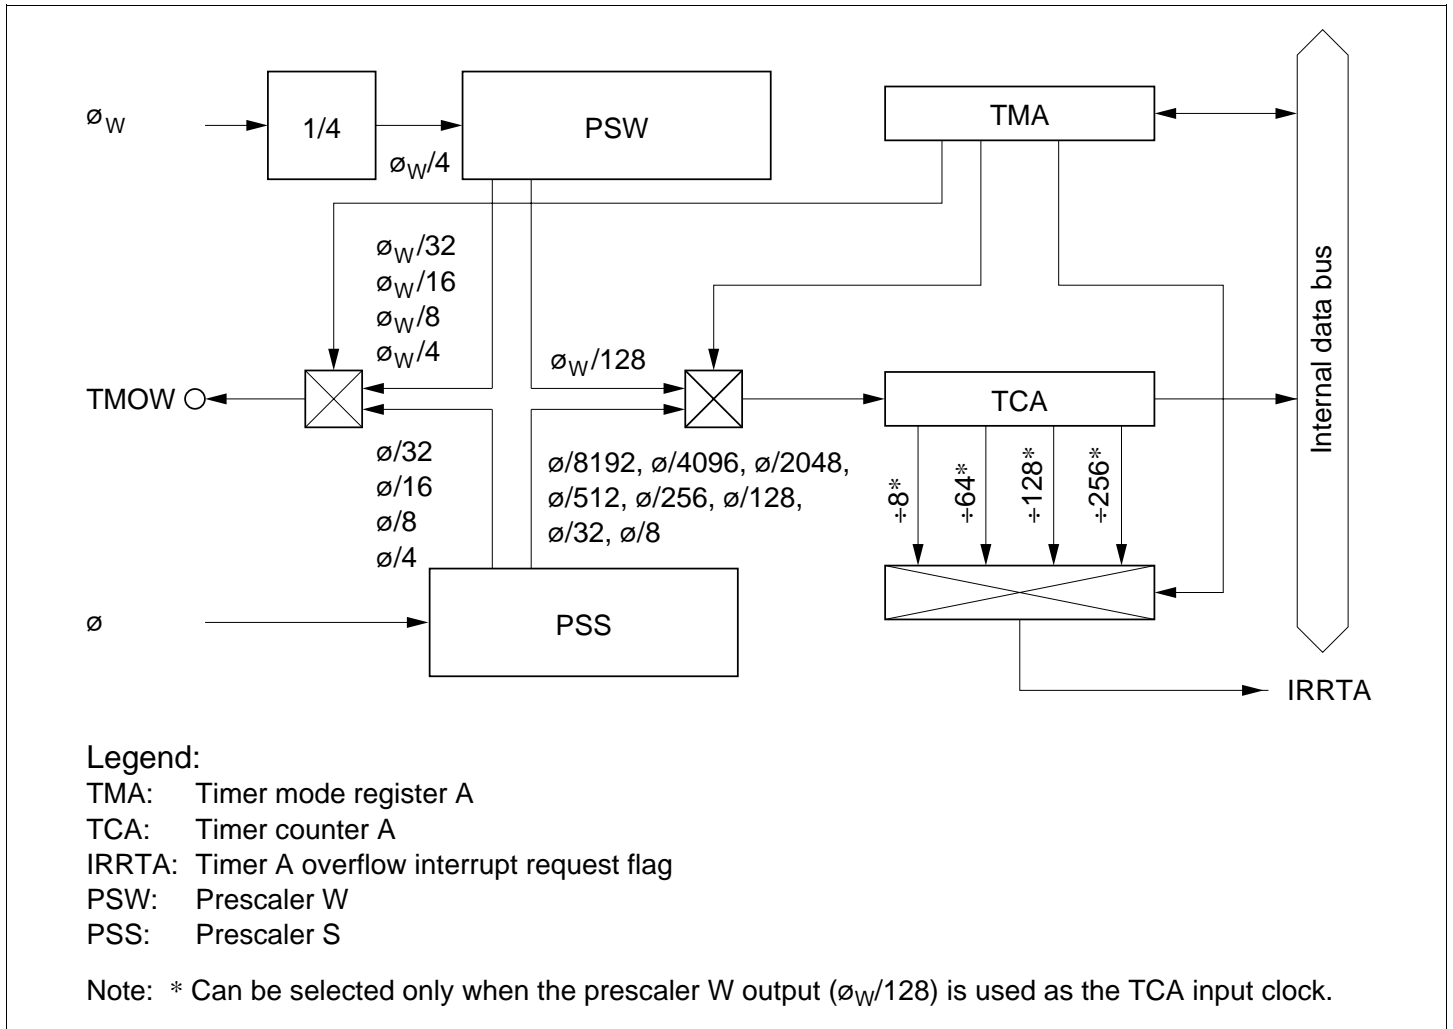 øW
1/4
øW/4
PSW
TMA
øW/32
øW/16
øW/8
øW/4
øW/128
TMOW
TCA
Internal data bus
ø/32
ø/16
ø/8
ø/4
ø/8192, ø/4096, ø/2048,
ø/512, ø/256, ø/128,
ø/32, ø/8
÷8*
÷64*
÷128*
÷256*
ø
PSS
IRRTA
Legend:
TMA: Timer mode register A
TCA: Timer counter A
IRRTA: Timer A overflow interrupt request flag
PSW: Prescaler W
PSS: Prescaler S
Note: * Can be selected only when the prescaler W output (øW/128) is used as the TCA input clock.